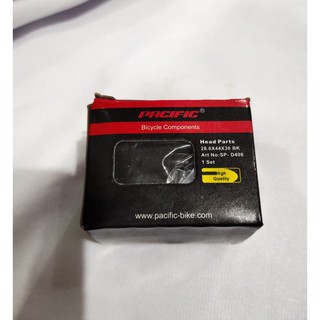 PACIFIC®
Bicycle Components
Head Parts
28.6X44X30 BK
Art No:SP- D408
1 Set
High
Quality
www.pacific-bike.com